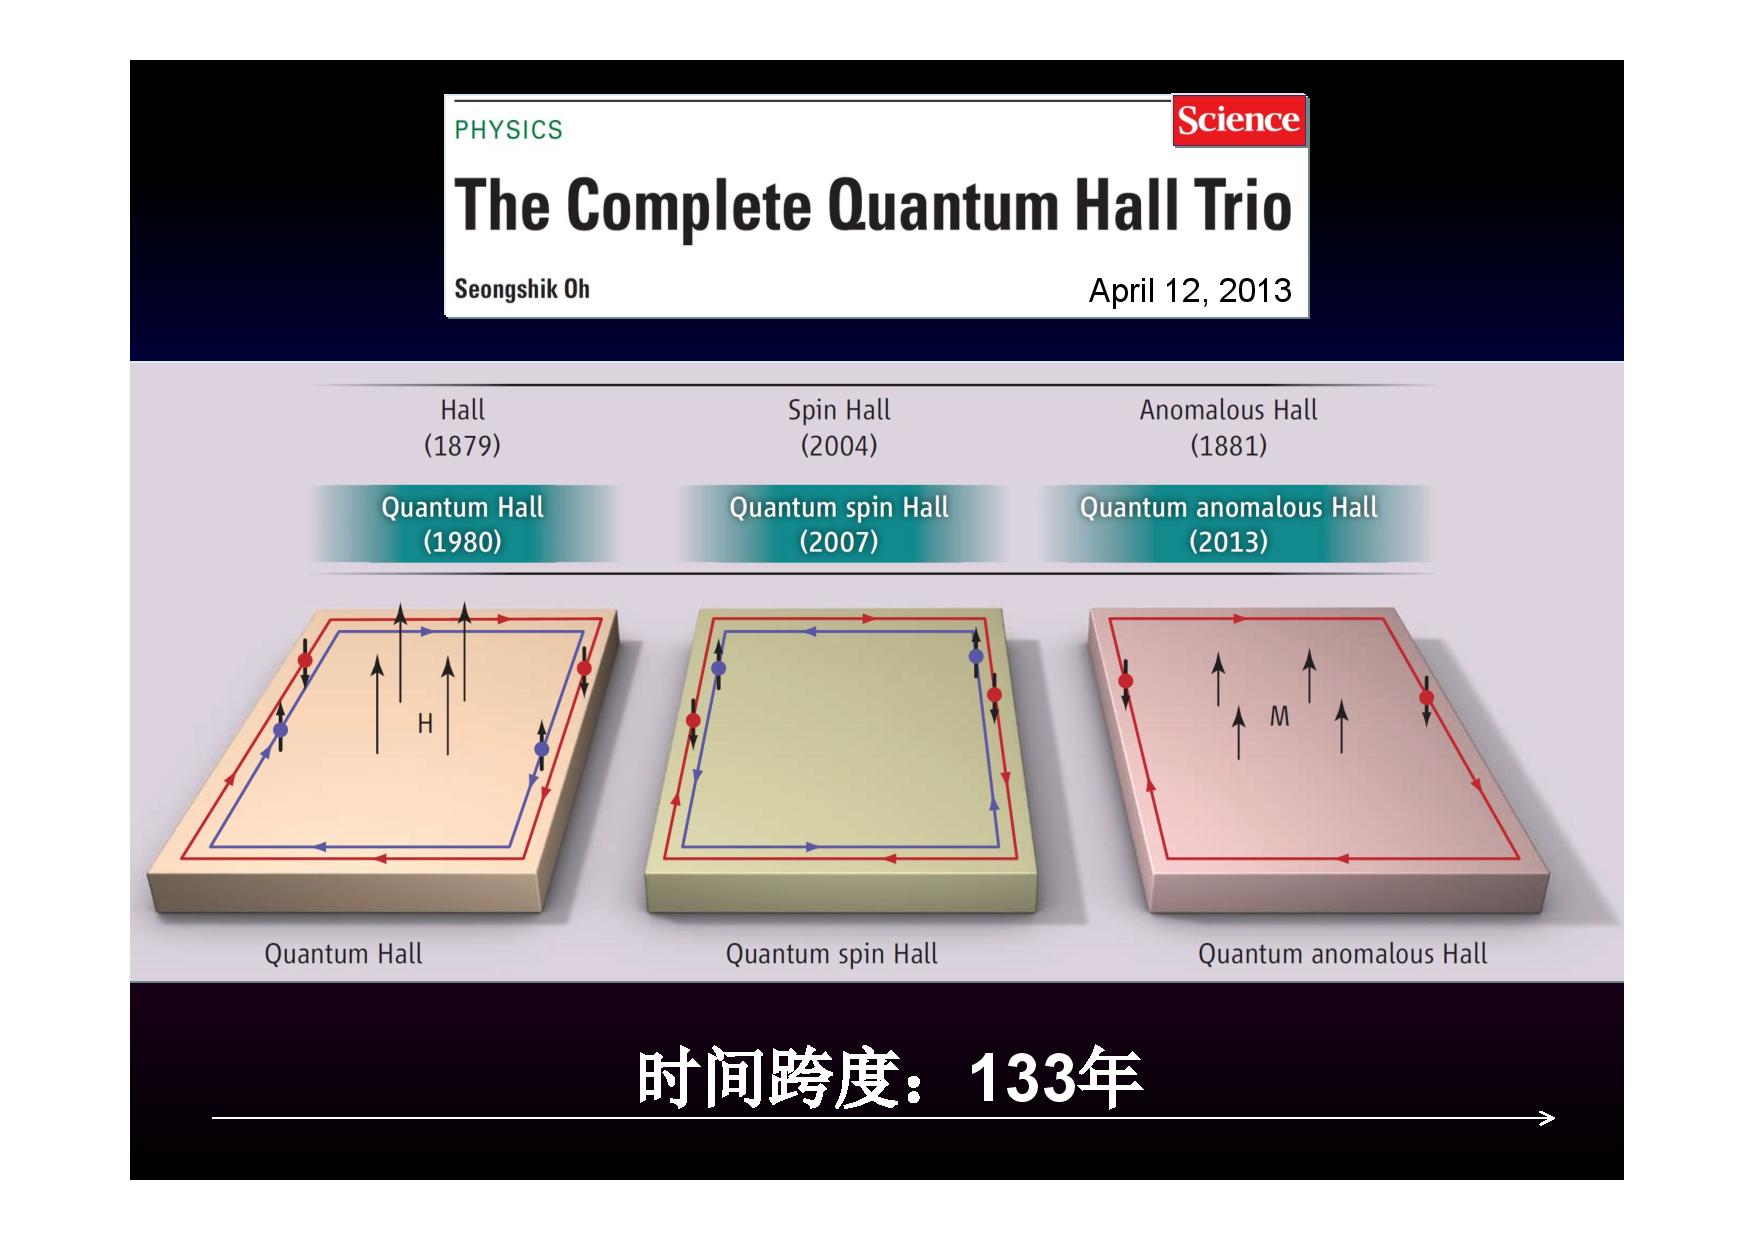 PHYSICS
Science
The Complete Quantum Hall Trio
Seongshik Oh
April 12, 2013
Hall
(1879)
Spin Hall
(2004)
Anomalous Hall
(1881)
Quantum Hall
(1980)
Quantum spin Hall
(2007)
Quantum anomalous Hall
(2013)
H
M
Quantum Hall
Quantum spin Hall
Quantum anomalous Hall
时间跨度：133年